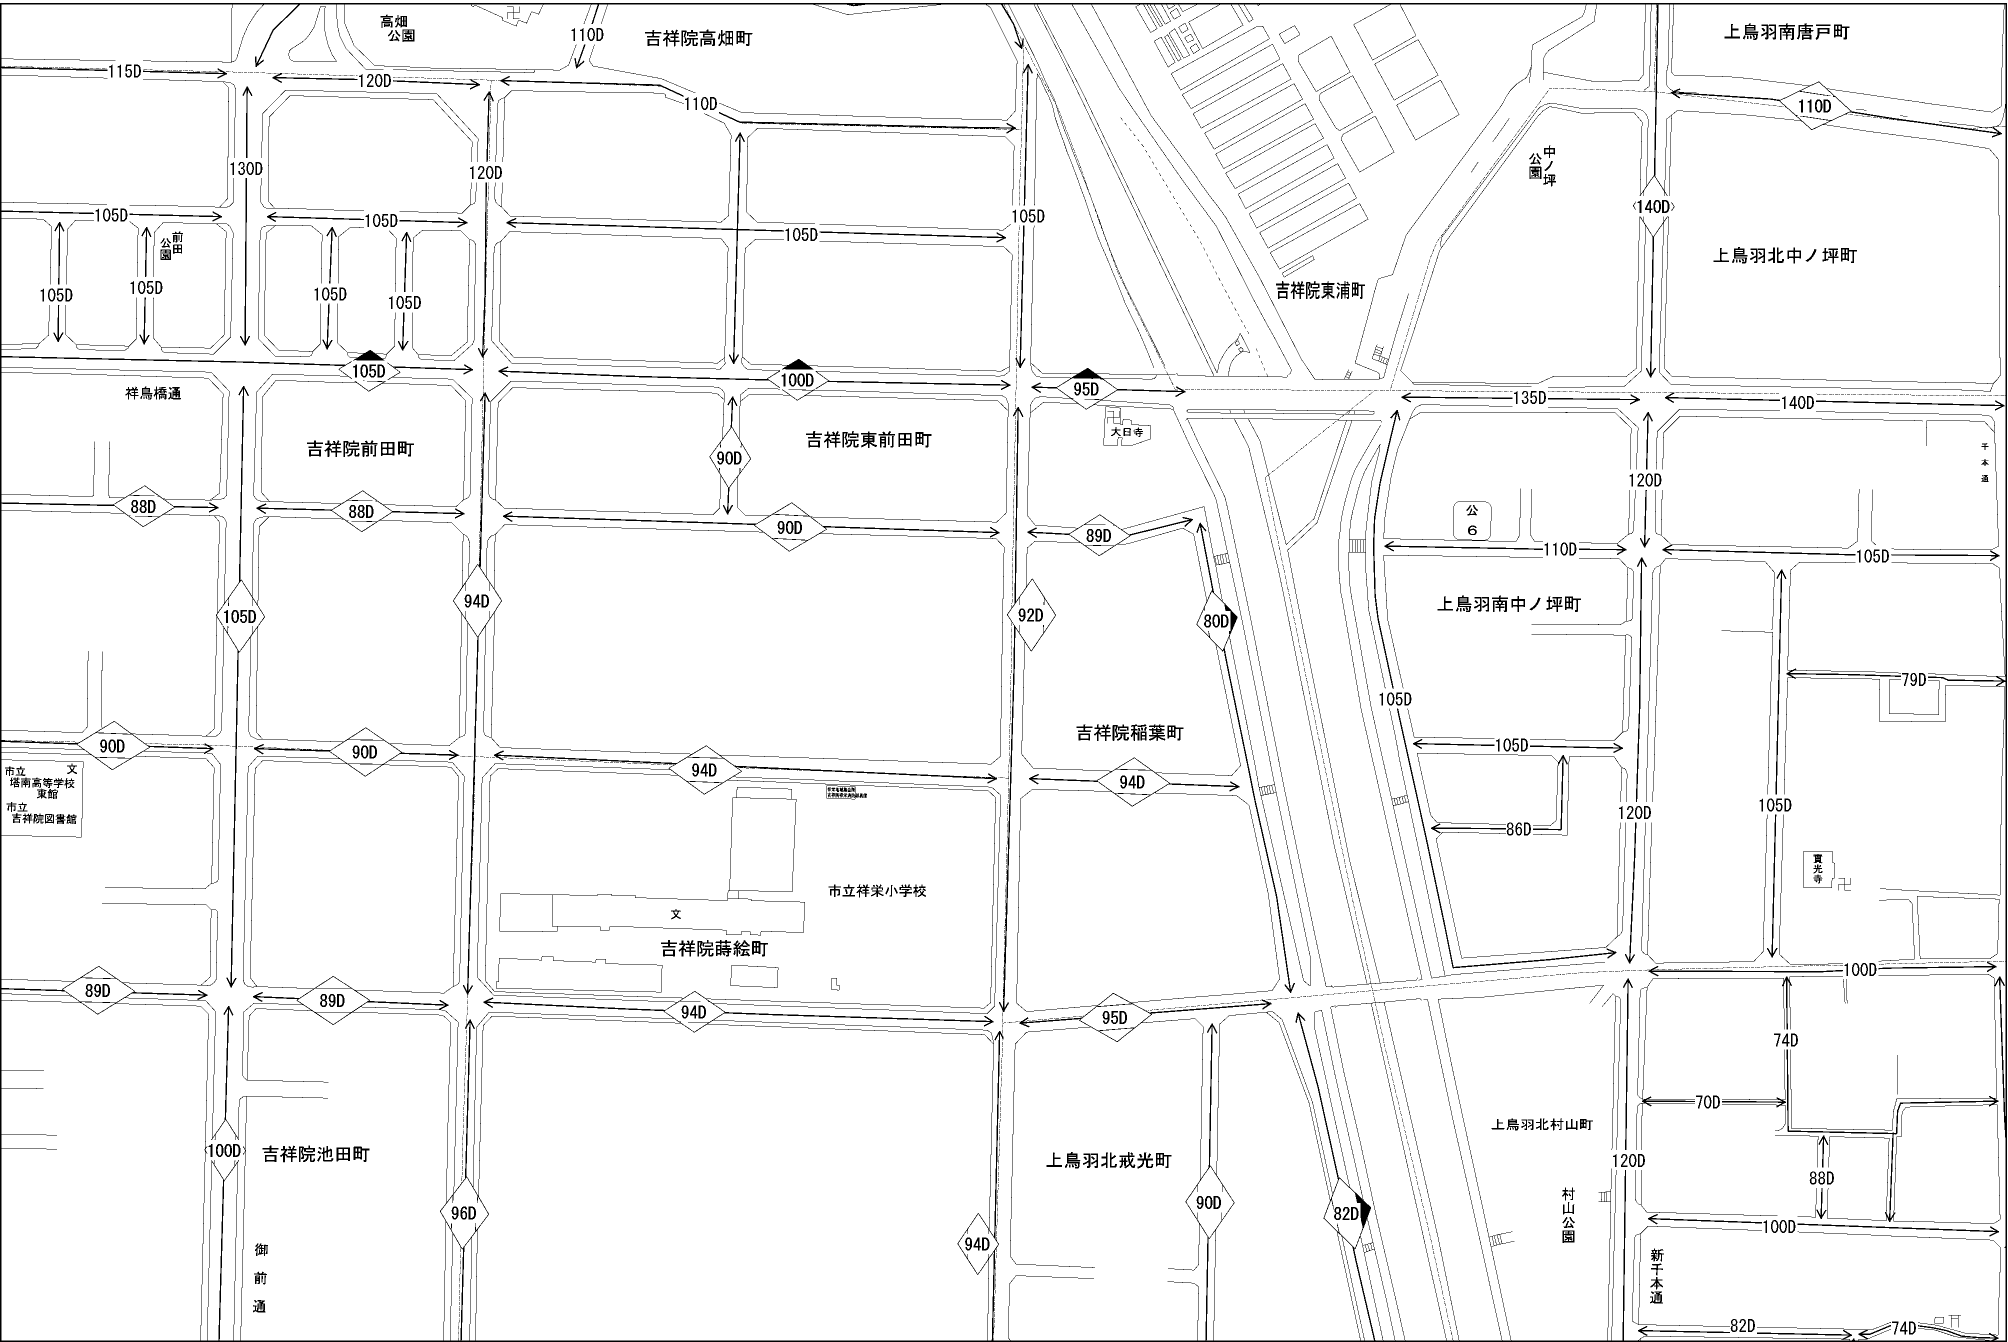 高畑
公園
110D
吉祥院高畑町
上鳥羽南唐戸町
115D
120D
110D
110D
中ノ坪
公園
130D
120D
140D
105D
105D
105D
105D
105D
前田
公園
上鳥羽北中ノ坪町
105D
105D
105D
105D
吉祥院東浦町
105D
100D
95D
135D
140D
祥鳥橋通
吉祥院前田町
吉祥院東前田町
大日寺
千本通
90D
120D
88D
88D
90D
89D
公
6
110D
105D
105D
94D
92D
80D
上鳥羽南中ノ坪町
79D
105D
90D
90D
94D
吉祥院稲葉町
94D
105D
市立
塔南高等学校
東館
文
市立
吉祥院図書館
120D
105D
86D
市立祥栄小学校
寶光寺
文
吉祥院蒔絵町
89D
89D
94D
95D
100D
74D
70D
上鳥羽北村山町
100D
吉祥院池田町
上鳥羽北戒光町
120D
88D
96D
90D
82D
村山公園
94D
100D
御前通
新千本通
82D
74D